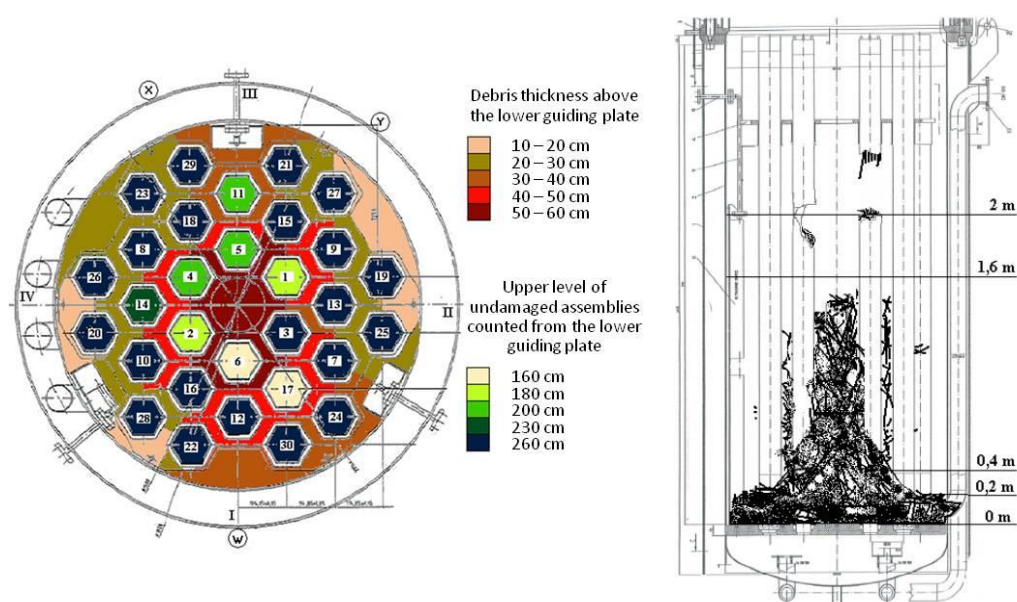 X
III
Y
29
21
23
11
27
18
15
8
5
9
26
4
1
19
IV
14
13
II
20
2
3
25
10
6
7
16
17
28
12
24
22
30
I
W
Debris thickness above
the lower guiding plate
10 – 20 cm
20 – 30 cm
30 – 40 cm
40 – 50 cm
50 – 60 cm
Upper level of
undamaged assemblies
counted from the lower
guiding plate
160 cm
180 cm
200 cm
230 cm
260 cm
2 m
1,6 m
0,4 m
0,2 m
0 m